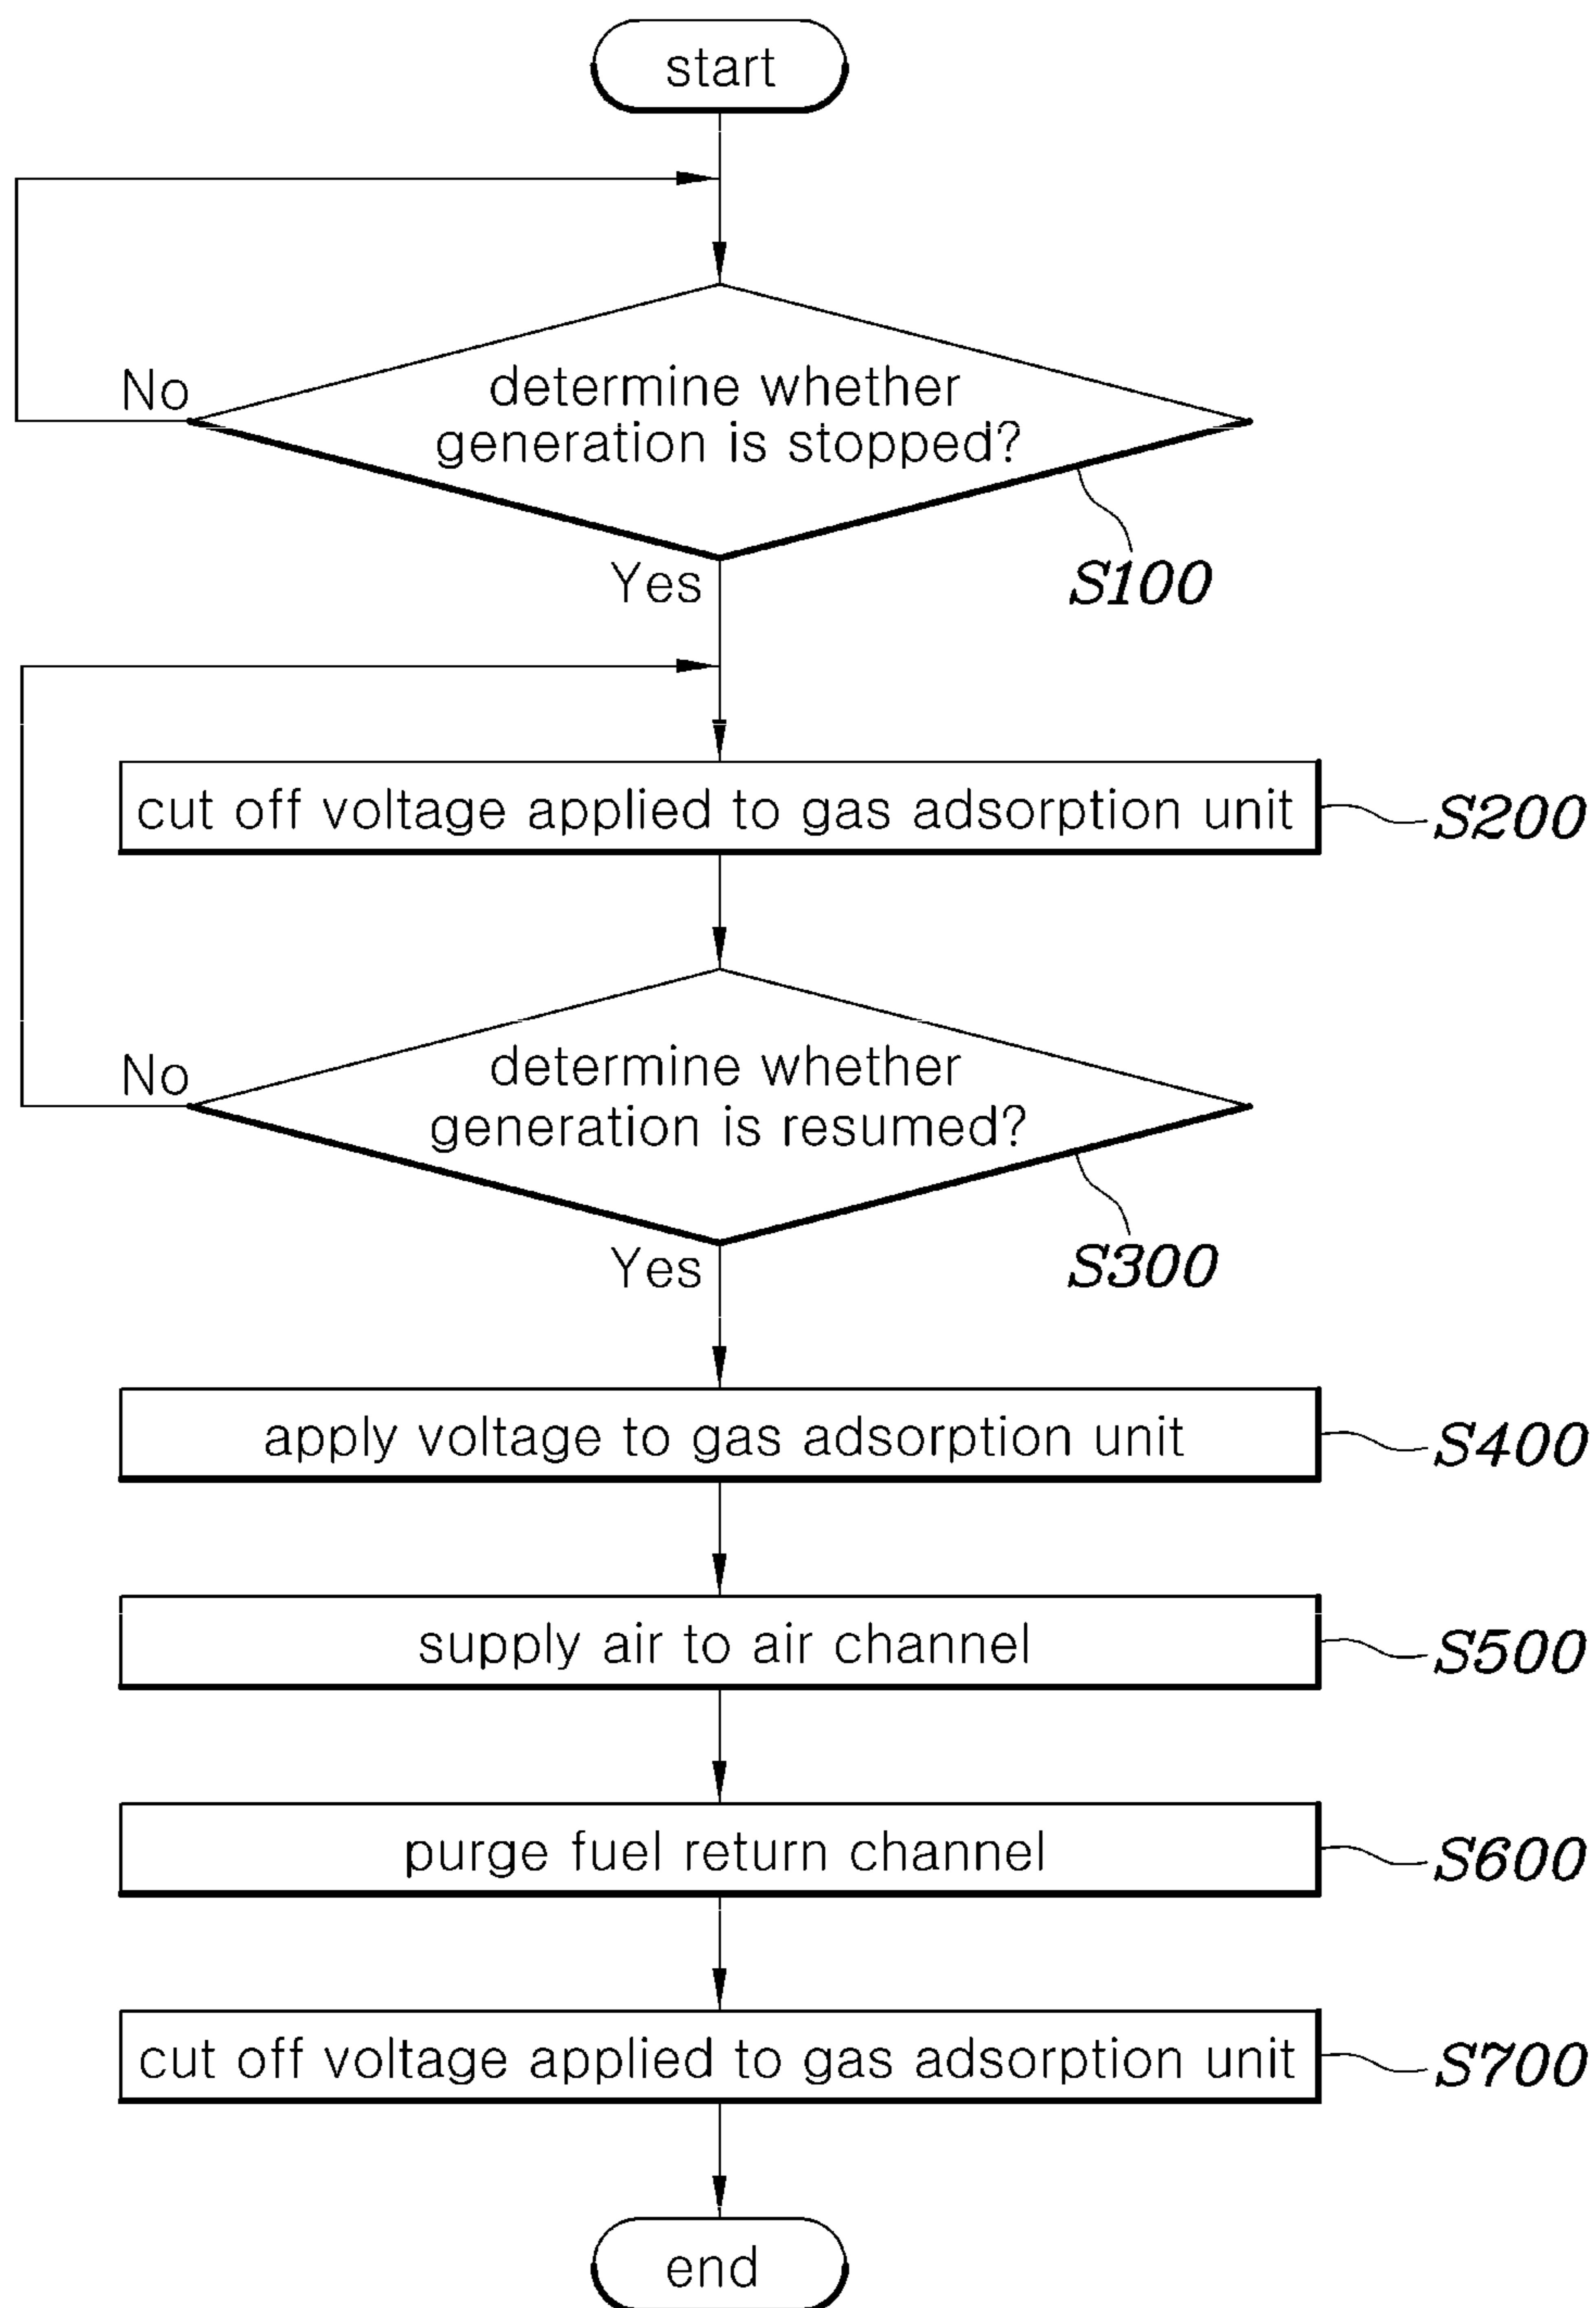 start
No
determine whether
generation is stopped?
Yes
S100
cut off voltage applied to gas adsorption unit
S200
No
determine whether
generation is resumed?
Yes
S300
apply voltage to gas adsorption unit
S400
supply air to air channel
S500
purge fuel return channel
S600
cut off voltage applied to gas adsorption unit
S700
end